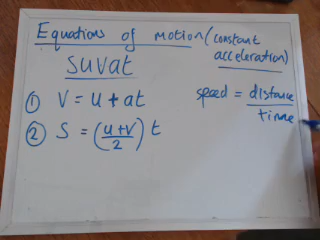 Equations of motion (constant
acceleration)
suvat
① V = u + at
② S = (u+v/2) t
speed = distance
time